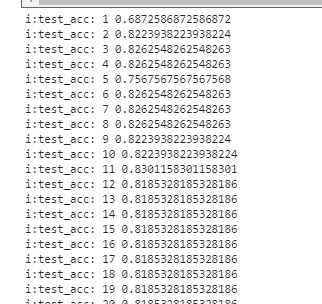 i:test_acc: 1 0.6872586872586872
i:test_acc: 2 0.8223938223938224
i:test_acc: 3 0.8262548262548263
i:test_acc: 4 0.8262548262548263
i:test_acc: 5 0.7567567567567568
i:test_acc: 6 0.8262548262548263
i:test_acc: 7 0.8262548262548263
i:test_acc: 8 0.8262548262548263
i:test_acc: 9 0.8223938223938224
i:test_acc: 10 0.8223938223938224
i:test_acc: 11 0.8301158301158301
i:test_acc: 12 0.8185328185328186
i:test_acc: 13 0.8185328185328186
i:test_acc: 14 0.8185328185328186
i:test_acc: 15 0.8185328185328186
i:test_acc: 16 0.8185328185328186
i:test_acc: 17 0.8185328185328186
i:test_acc: 18 0.8185328185328186
i:test_acc: 19 0.8185328185328186
i:test_acc: 20 0.8185328185328186